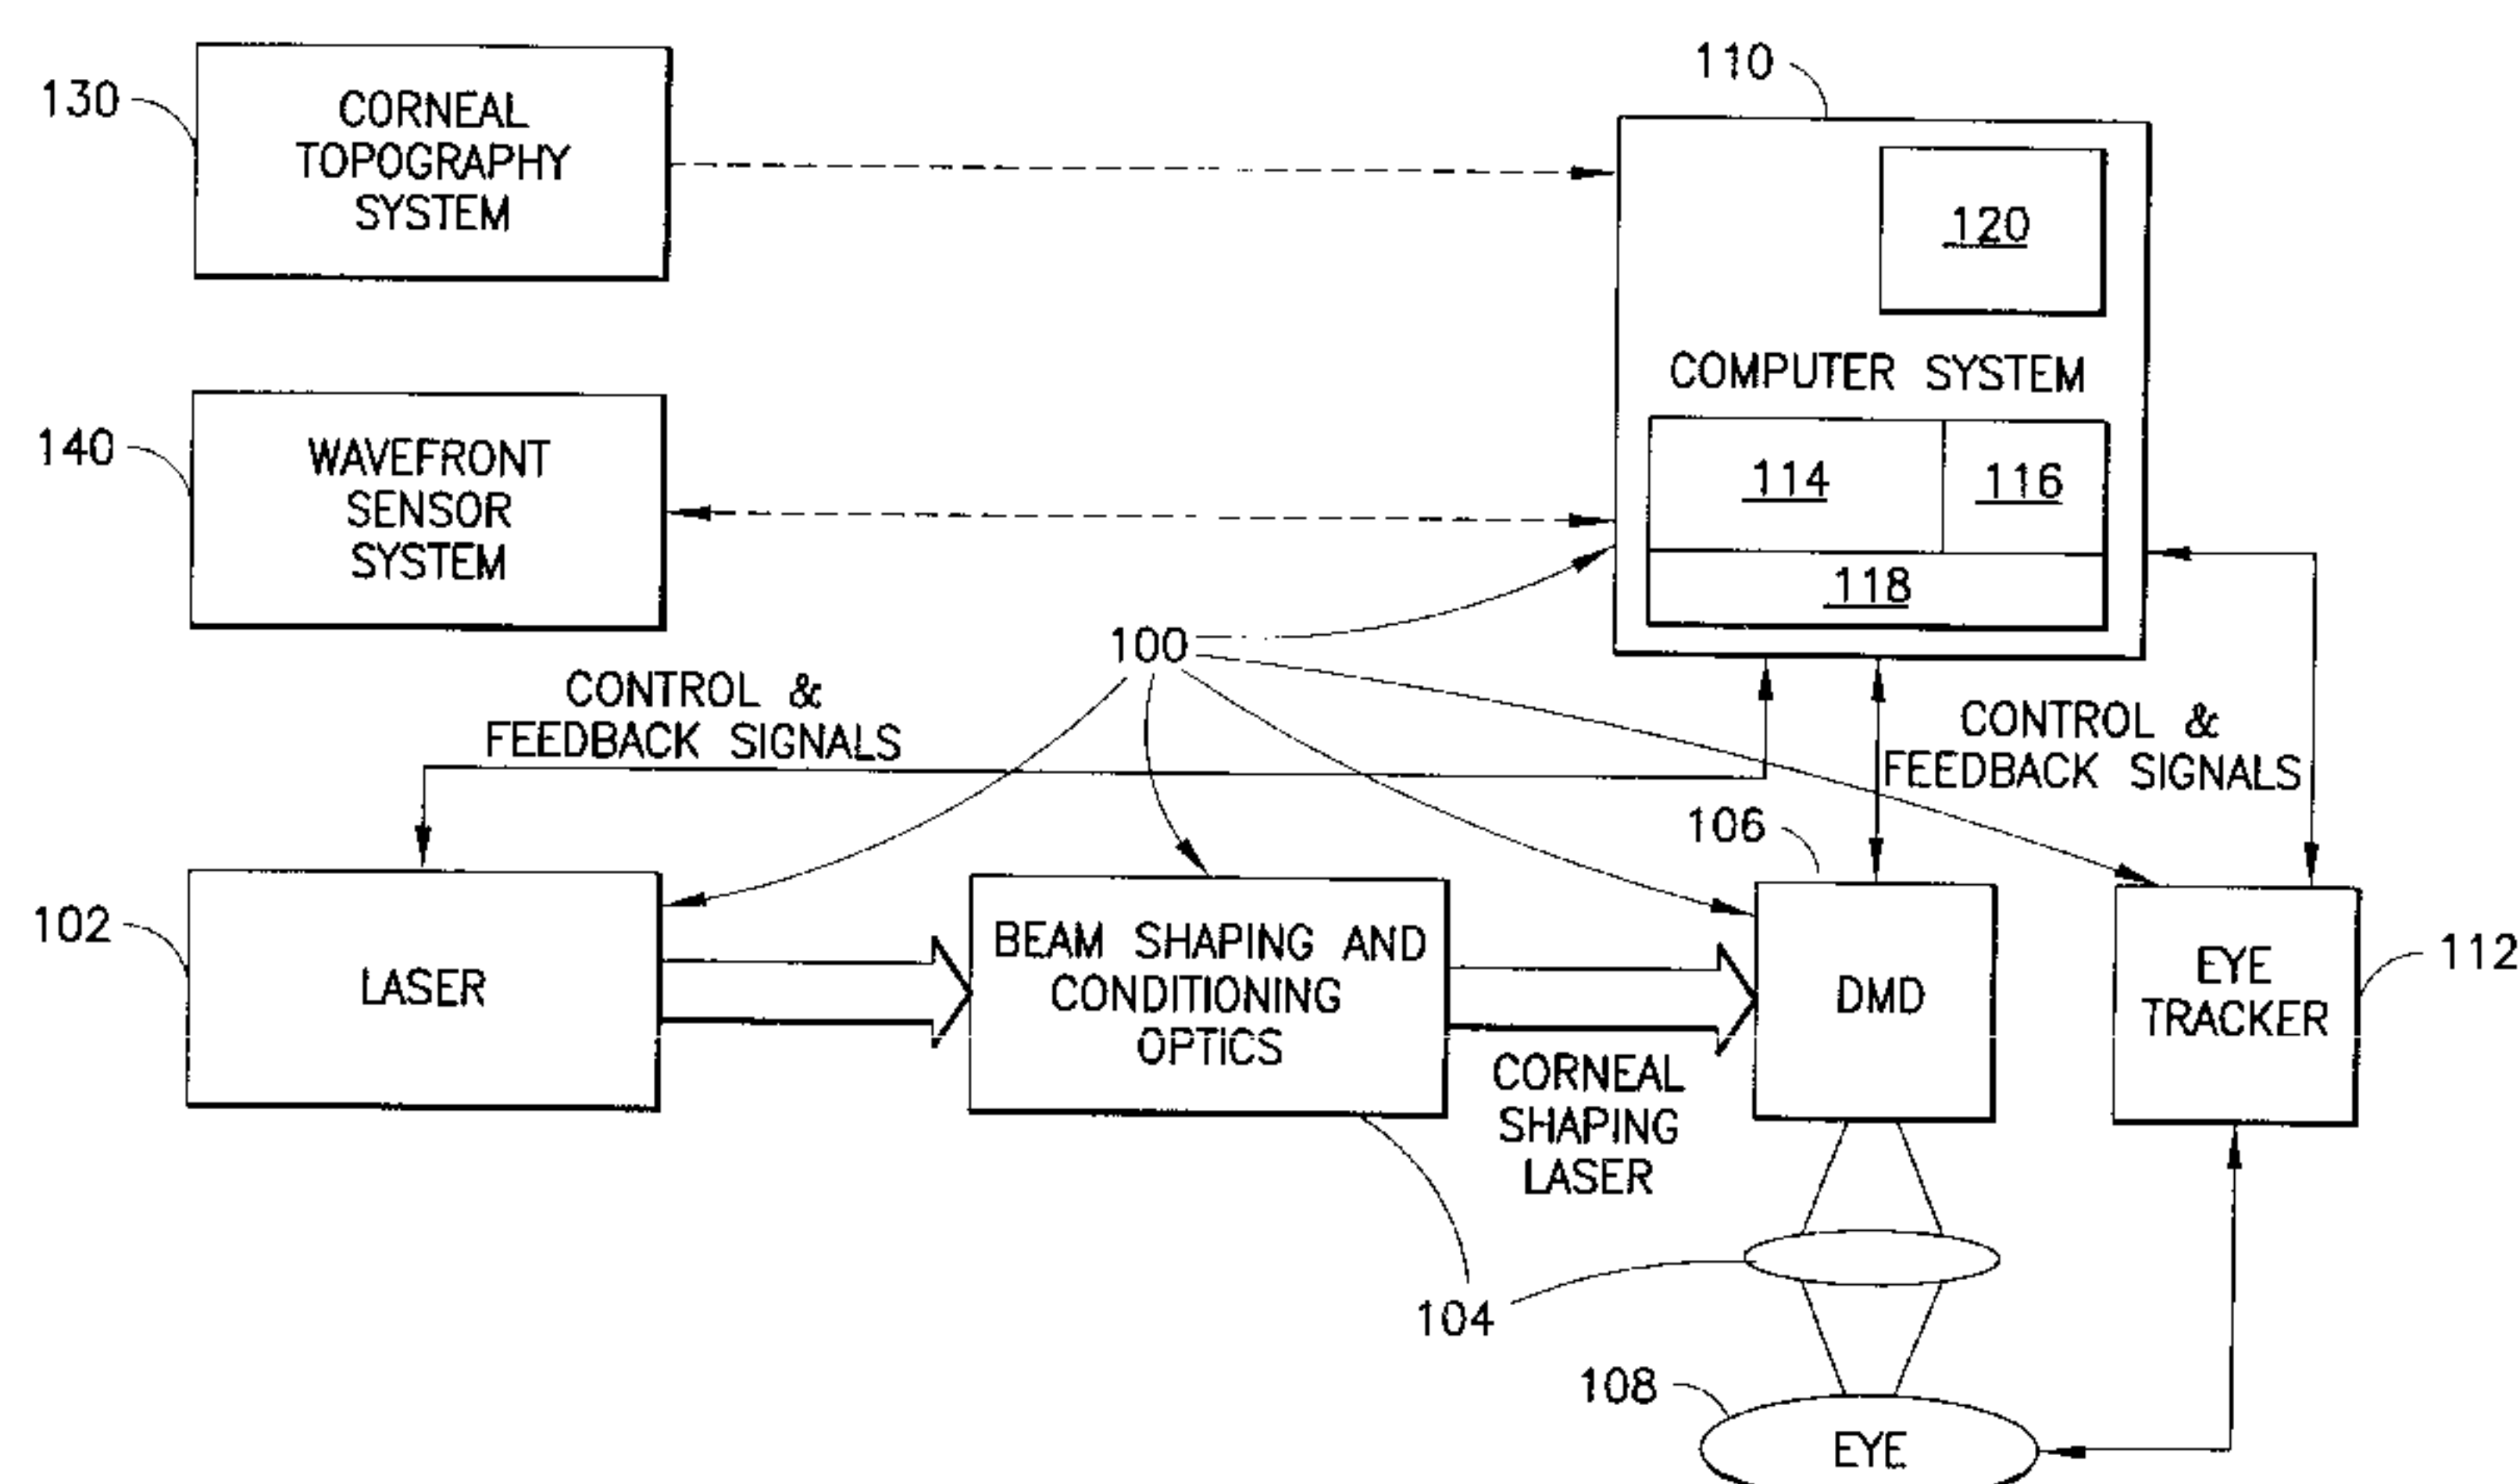 110
130
CORNEAL
TOPOGRAPHY
SYSTEM
120
COMPUTER SYSTEM
140
WAVEFRONT
SENSOR
SYSTEM
114
116
118
100
CONTROL &
FEEDBACK SIGNALS
CONTROL &
FEEDBACK SIGNALS
106
102
LASER
BEAM SHAPING AND
CONDITIONING
OPTICS
DMD
EYE
TRACKER
112
CORNEAL
SHAPING
LASER
104
108
EYE